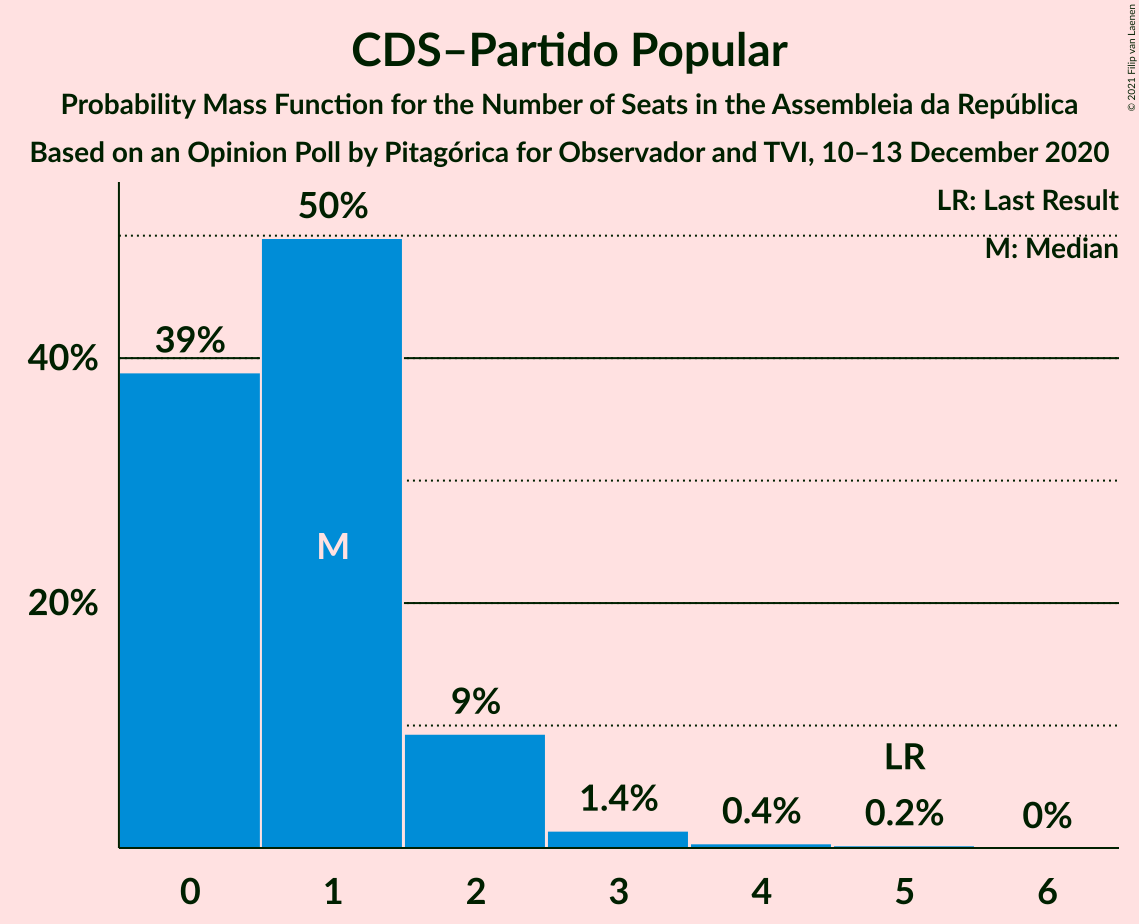 CDS–Partido Popular
Probability Mass Function for the Number of Seats in the Assembleia da República
Based on an Opinion Poll by Pitagórica for Observador and TVI, 10–13 December 2020
© 2021 Filip van Laenen
LR: Last Result
M: Median
50%
39%
40%
M
20%
9%
LR
1.4%
0.4%
0.2%
0%
0 1 2 3 4 5 6